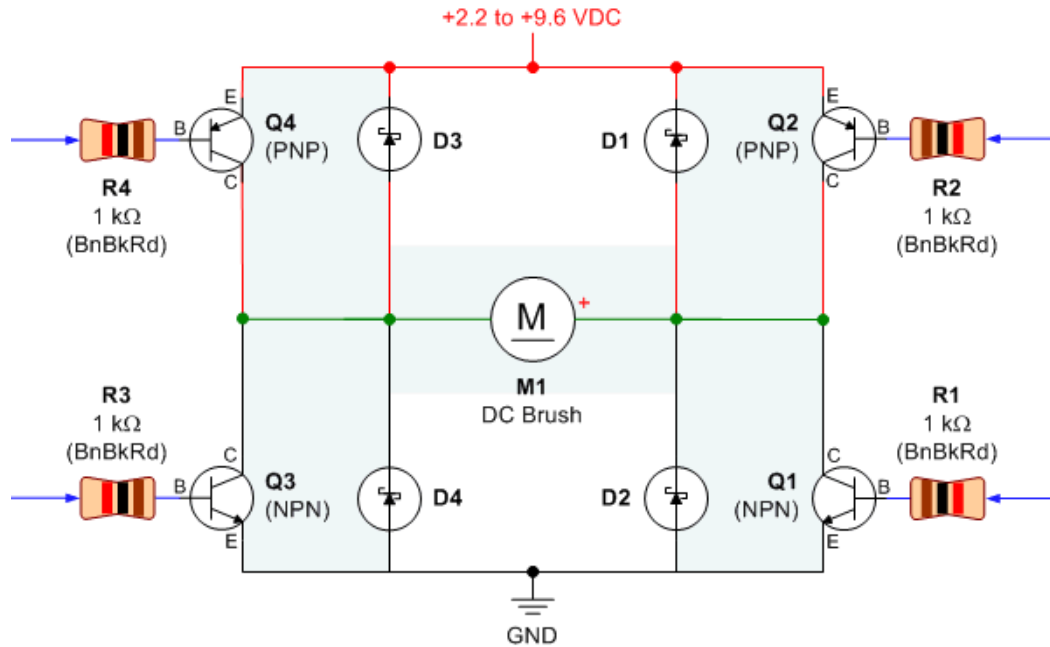 +2.2 to +9.6 VDC
E
B
Q4
(PNP)
C
R4
1 kΩ
(BnBkRd)
D3
D1
Q2
(PNP)
E
B
C
R2
1 kΩ
(BnBkRd)
M
+
M1
DC Brush
R3
1 kΩ
(BnBkRd)
C
B
Q3
(NPN)
E
D4
D2
Q1
(NPN)
C
B
E
R1
1 kΩ
(BnBkRd)
GND